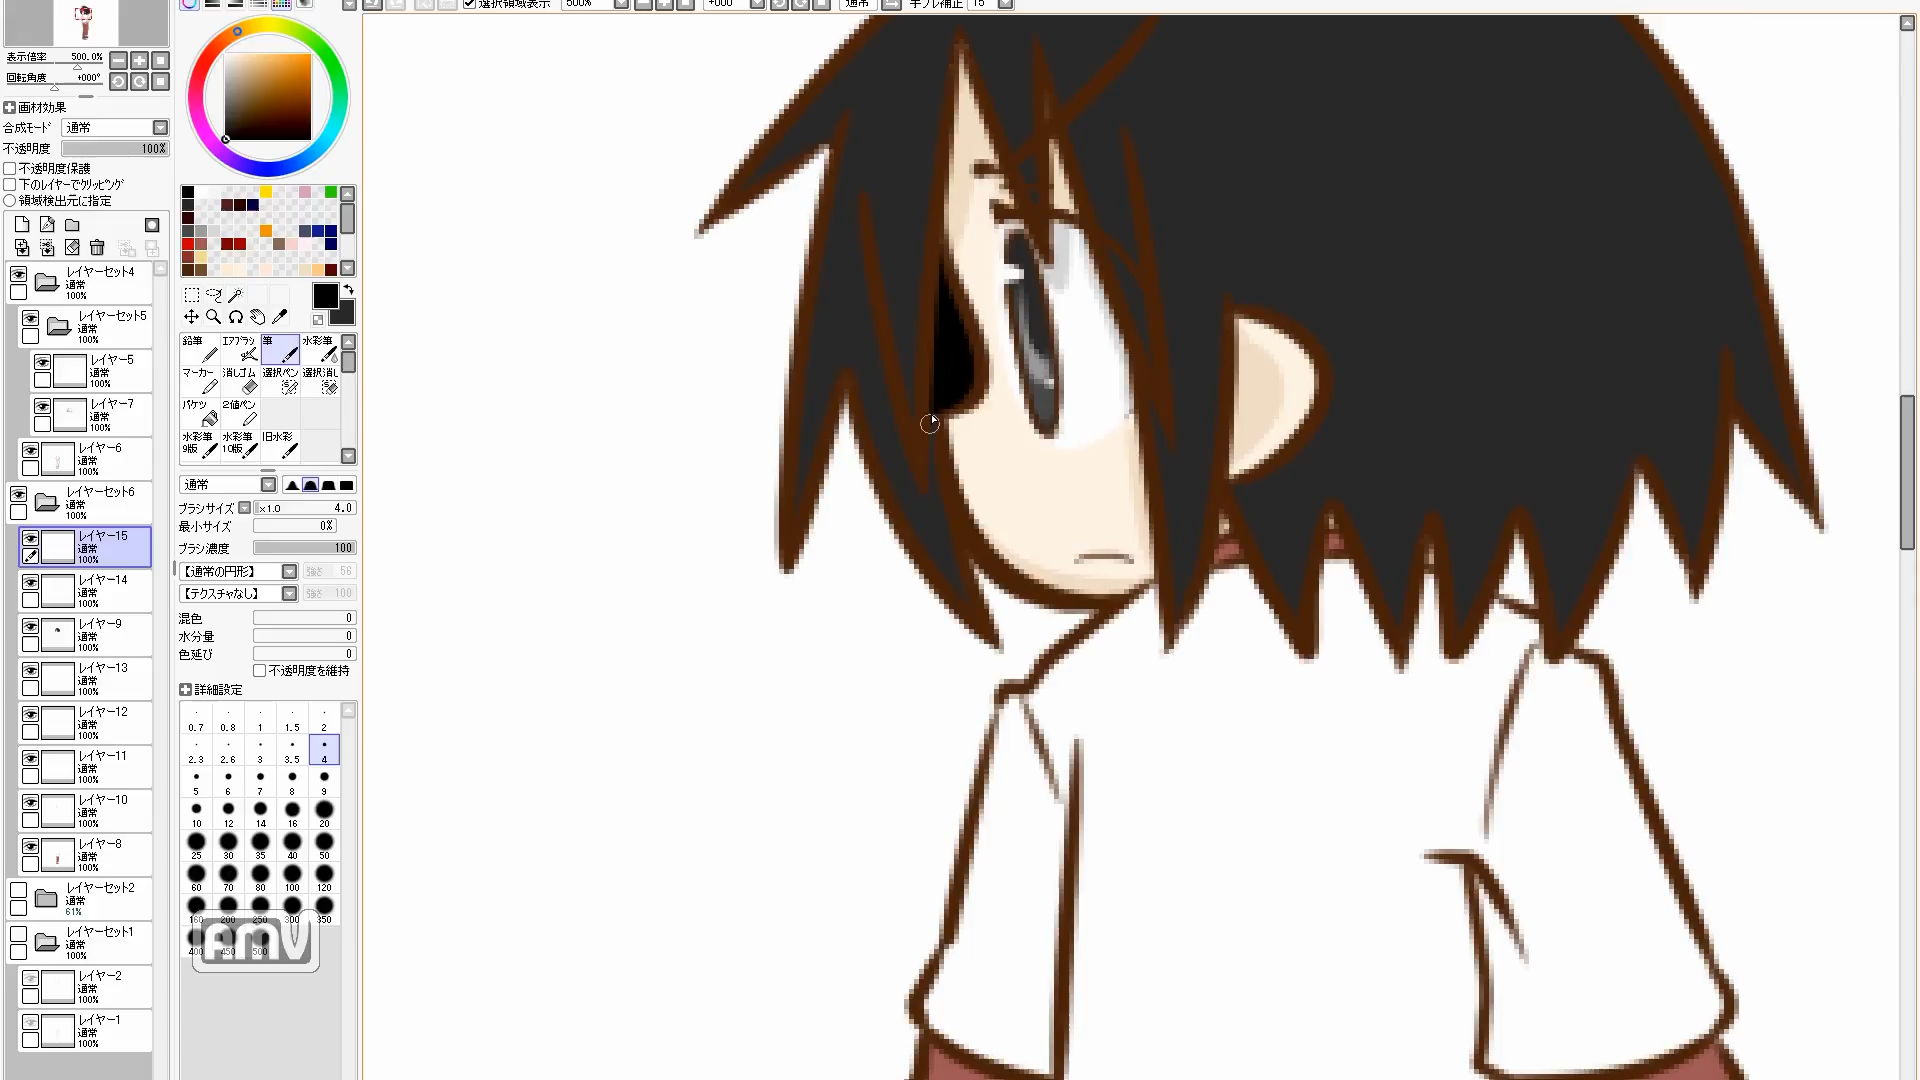 選択領域表示 500% +000 通常 手ブレ補正 15
表示倍率 500.0%
回転角度 +000°
画材効果
合成モード 通常
不透明度 100%
不透明度保護
下のレイヤーでクリッピング
領域検出元に指定
レイヤーセット4
通常
100%
レイヤーセット5
通常
100%
レイヤー5
通常
100%
レイヤー7
通常
100%
レイヤー6
通常
100%
レイヤーセット6
通常
100%
レイヤー15
通常
100%
レイヤー14
通常
100%
レイヤー9
通常
100%
レイヤー13
通常
100%
レイヤー12
通常
100%
レイヤー11
通常
100%
レイヤー10
通常
100%
レイヤー8
通常
100%
レイヤーセット2
通常
61%
レイヤーセット1
通常
100%
レイヤー2
通常
100%
レイヤー1
通常
100%
鉛筆 エアブラシ 筆 水彩筆
マーカー 消しゴム 選択ペン 選択消し
バケツ 2値ペン
水彩筆 水彩筆 旧水彩
9版 10版
通常
ブラシサイズ x1.0 4.0
最小サイズ 0%
ブラシ濃度 100
【通常の円形】 強さ 56
【テクスチャなし】 強さ 100
混色 0
水分量 0
色延び 0
不透明度を維持
詳細設定
0.7 0.8 1 1.5 2
2.3 2.6 3 3.5 4
5 6 7 8 9
10 12 14 16 20
25 30 35 40 50
60 70 80 100 120
160 200 250 300 350
400 450 500
AMV